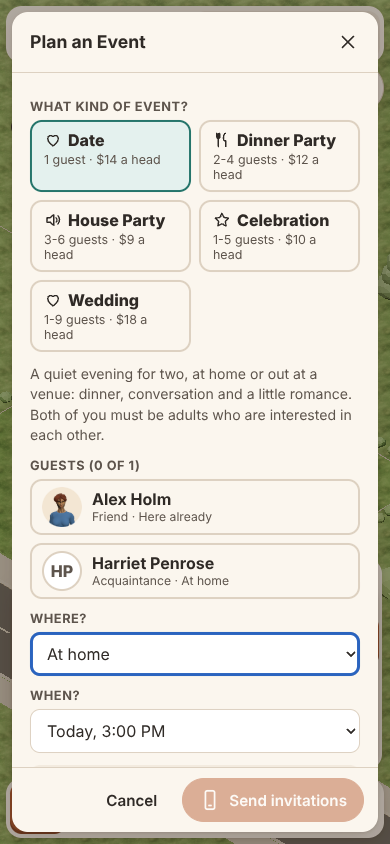 Plan an Event
WHAT KIND OF EVENT?
Date
1 guest · $14 a head
Dinner Party
2-4 guests · $12 a
head
House Party
3-6 guests · $9 a
head
Celebration
1-5 guests · $10 a
head
Wedding
1-9 guests · $18 a
head
A quiet evening for two, at home or out at a
venue: dinner, conversation and a little romance.
Both of you must be adults who are interested in
each other.
GUESTS (0 OF 1)
Alex Holm
Friend · Here already
HP
Harriet Penrose
Acquaintance · At home
WHERE?
At home
WHEN?
Today, 3:00 PM
Cancel
Send invitations